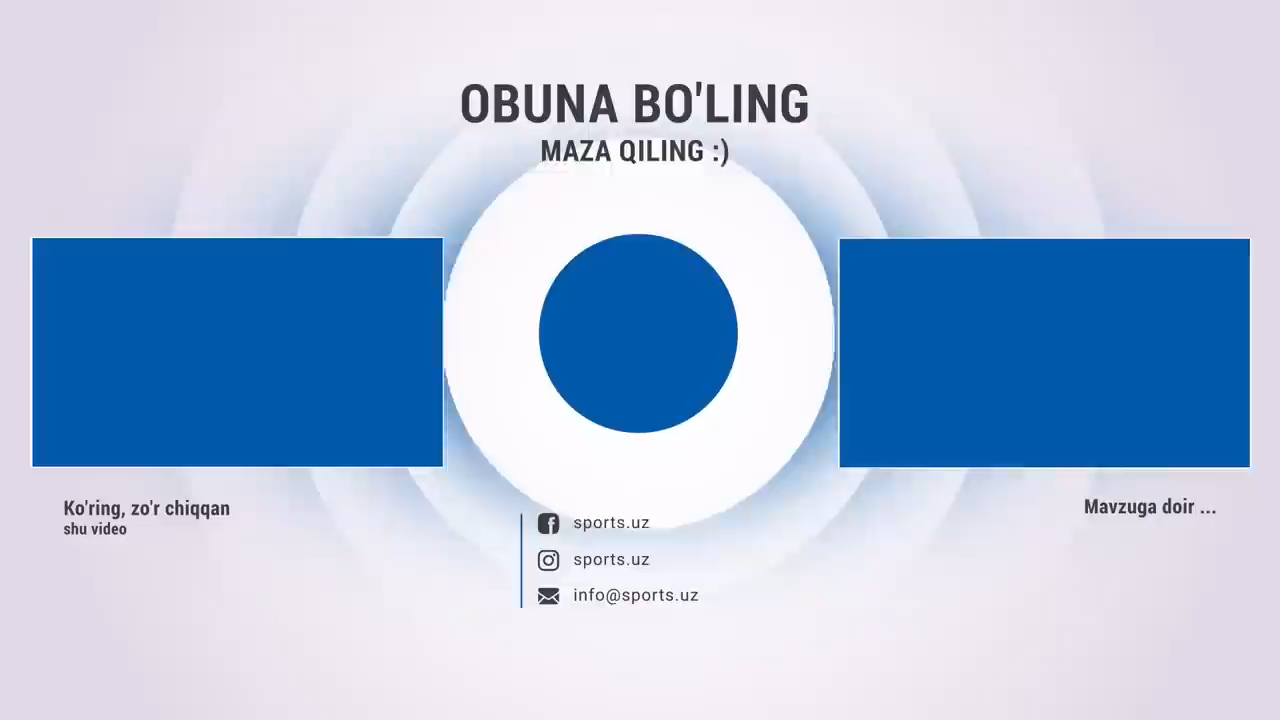 OBUNA BO'LING
MAZA QILING :)
Ko'ring, zo'r chiqqan
shu video
Mavzuga doir ...
sports.uz
sports.uz
info@sports.uz